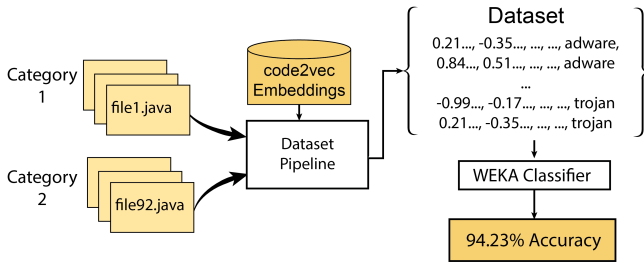 Category
1
file1.java
Category
2
file92.java
code2vec
Embeddings
Dataset
Pipeline
Dataset
0.21..., -0.35..., ..., ..., adware,
0.84..., 0.51..., ..., ..., adware
...
-0.99..., -0.17..., ..., ..., trojan
0.21..., -0.35..., ..., ..., trojan
WEKA Classifier
94.23% Accuracy